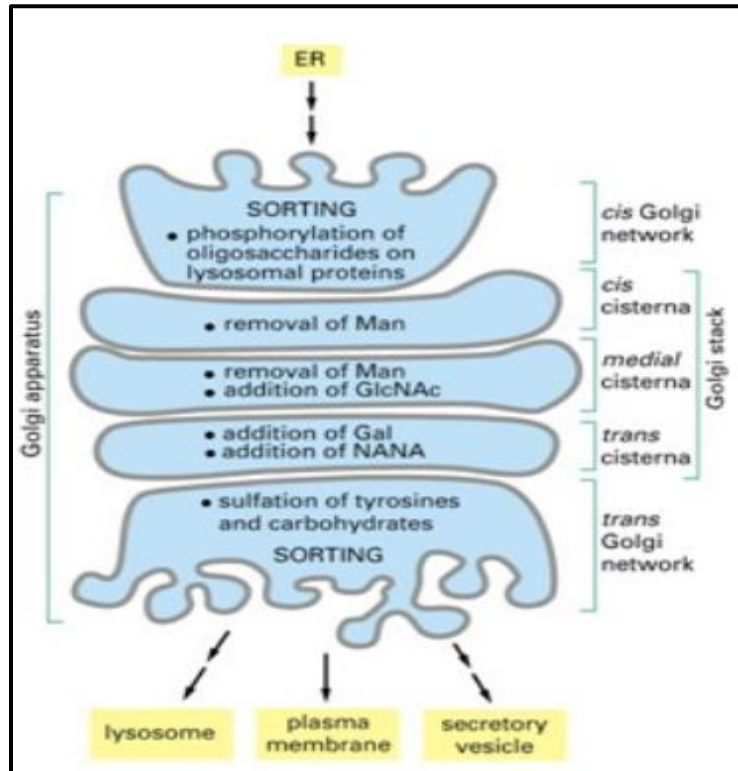 ER
SORTING
• phosphorylation of
oligosaccharides on
lysosomal proteins
cis Golgi
network
cis
cisterna
• removal of Man
medial
cisterna
• removal of Man
• addition of GlcNAc
trans
cisterna
• addition of Gal
• addition of NANA
• sulfation of tyrosines
and carbohydrates
SORTING
trans
Golgi
network
Golgi apparatus
Golgi stack
lysosome
plasma
membrane
secretory
vesicle